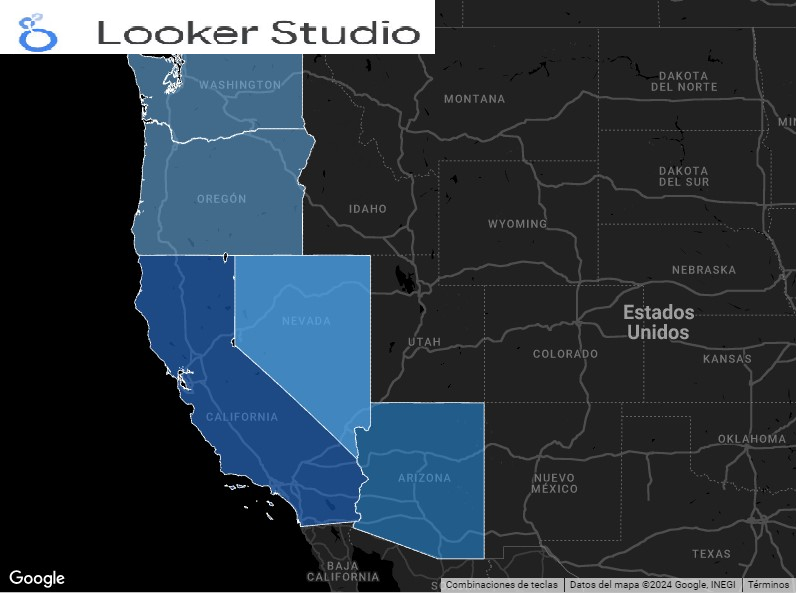 Looker Studio
WASHINGTON
MONTANA
DAKOTA
DEL NORTE
MI
OREGÓN
IDAHO
DAKOTA
DEL SUR
WYOMING
NEBRASKA
NEVADA
UTAH
Estados
Unidos
COLORADO
KANSAS
CALIFORNIA
ARIZONA
NUEVO
MÉXICO
OKLAHOMA
TEXAS
BAJA
CALIFORNIA
Google
Combinaciones de teclas
Datos del mapa ©2024 Google, INEGI
Términos